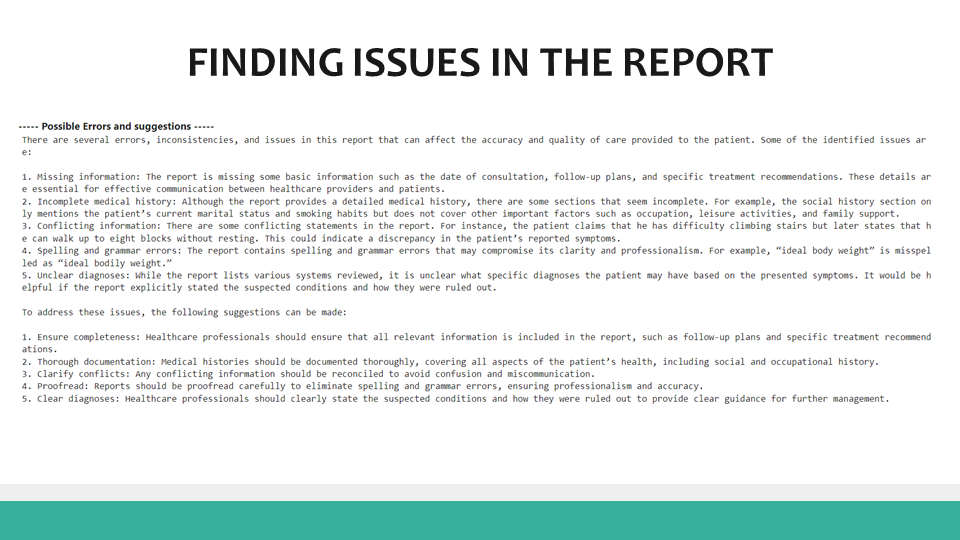 FINDING ISSUES IN THE REPORT
----- Possible Errors and suggestions -----
There are several errors, inconsistencies, and issues in this report that can affect the accuracy and quality of care provided to the patient. Some of the identified issues ar
e:
1. Missing information: The report is missing some basic information such as the date of consultation, follow-up plans, and specific treatment recommendations. These details ar
e essential for effective communication between healthcare providers and patients.
2. Incomplete medical history: Although the report provides a detailed medical history, there are some sections that seem incomplete. For example, the social history section on
ly mentions the patient's current marital status and smoking habits but does not cover other important factors such as occupation, leisure activities, and family support.
3. Conflicting information: There are some conflicting statements in the report. For instance, the patient claims that he has difficulty climbing stairs but later states that h
e can walk up to eight blocks without resting. This could indicate a discrepancy in the patient's reported symptoms.
4. Spelling and grammar errors: The report contains spelling and grammar errors that may compromise its clarity and professionalism. For example, "ideal body weight" is misspel
led as "ideal bodily weight."
5. Unclear diagnoses: While the report lists various systems reviewed, it is unclear what specific diagnoses the patient may have based on the presented symptoms. It would be h
elpful if the report explicitly stated the suspected conditions and how they were ruled out.
To address these issues, the following suggestions can be made:
1. Ensure completeness: Healthcare professionals should ensure that all relevant information is included in the report, such as follow-up plans and specific treatment recommend
ations.
2. Thorough documentation: Medical histories should be documented thoroughly, covering all aspects of the patient's health, including social and occupational history.
3. Clarify conflicts: Any conflicting information should be reconciled to avoid confusion and miscommunication.
4. Proofread: Reports should be proofread carefully to eliminate spelling and grammar errors, ensuring professionalism and accuracy.
5. Clear diagnoses: Healthcare professionals should clearly state the suspected conditions and how they were ruled out to provide clear guidance for further management.